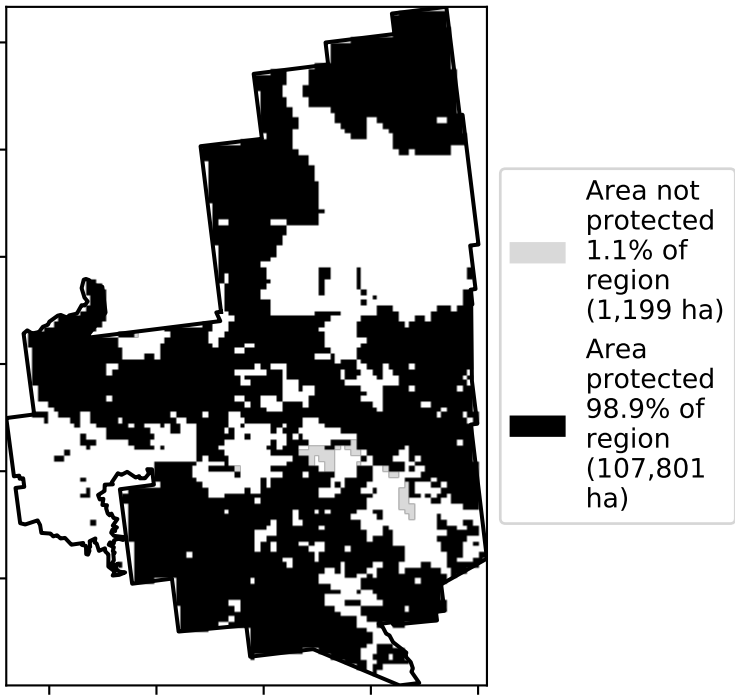 Area not
protected
1.1% of
region
(1,199 ha)
Area
protected
98.9% of
region
(107,801
ha)